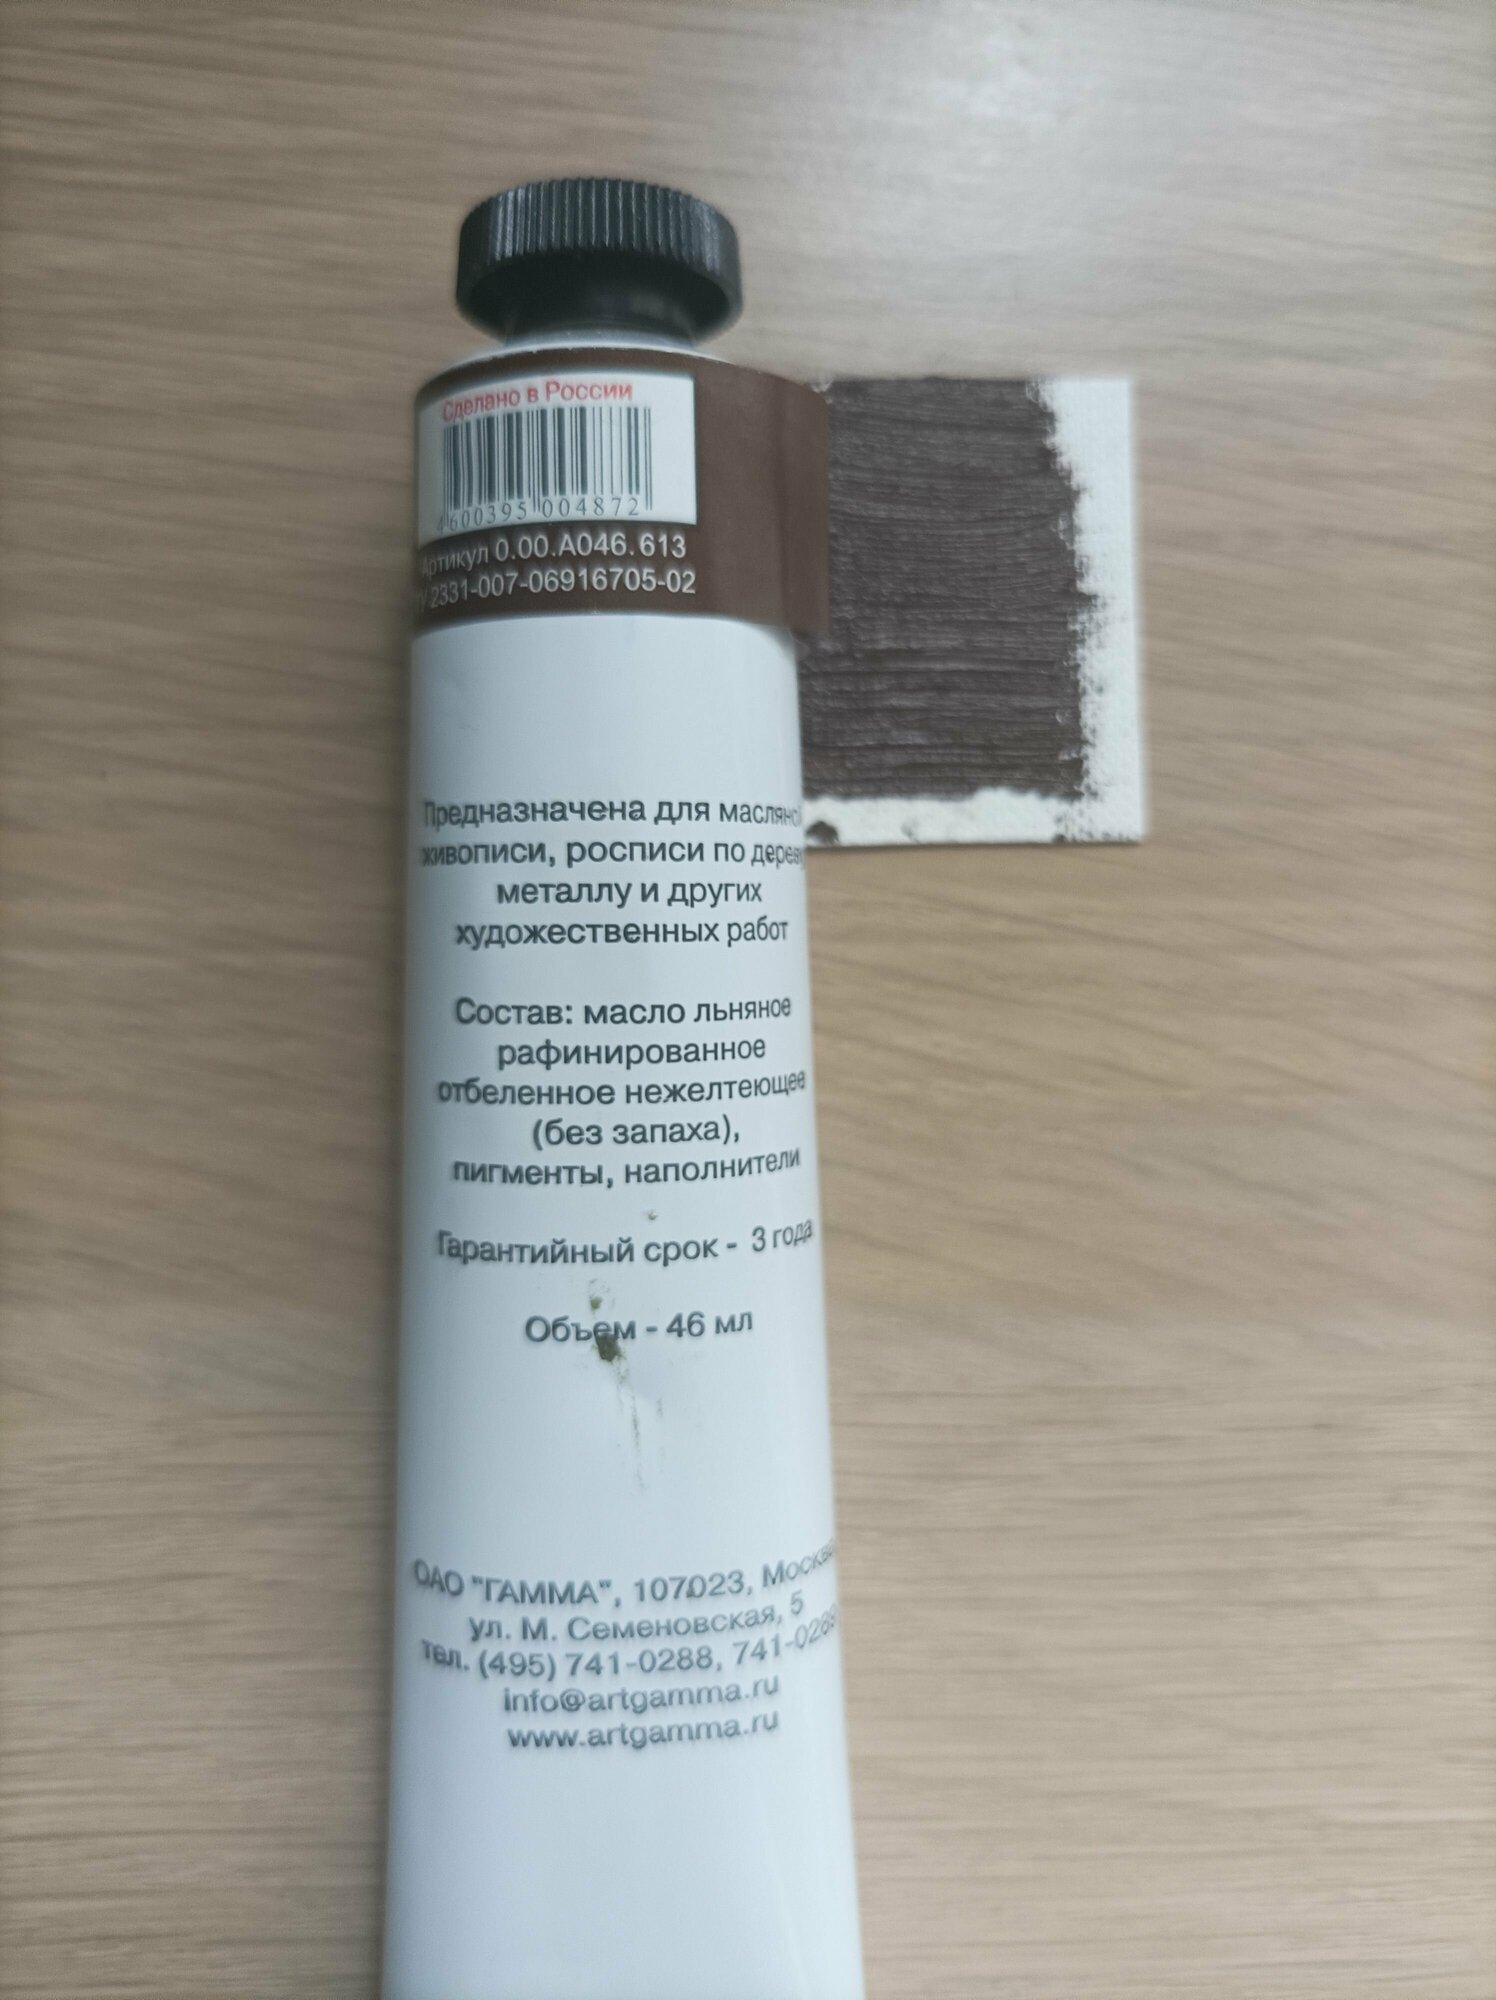 Сделано в России
4600395 004872
Артикул 0.00.А046.613
ТУ 2331-007-06916705-02
Предназначена для масляной
живописи, росписи по дереву
металлу и других
художественных работ
Состав: масло льняное
рафинированное
отбеленное нежелтеющее
(без запаха),
пигменты, наполнители
Гарантийный срок - 3 года
Объем - 46 мл
ОАО "ГАММА", 107023, Москва
ул. М. Семеновская, 5
тел. (495) 741-0288, 741-0289
info@artgamma.ru
www.artgamma.ru